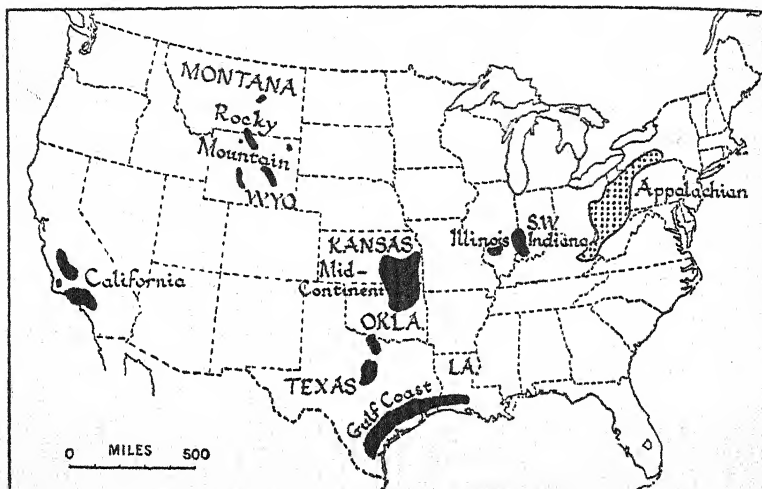 MONTANA
Rocky
Mountain
WYO.
Appalachian
S.W.
Illinois
Indiana
KANSAS
Mid-
Continent
California
OKLA.
TEXAS
LA.
Gulf Coast
0 MILES 500